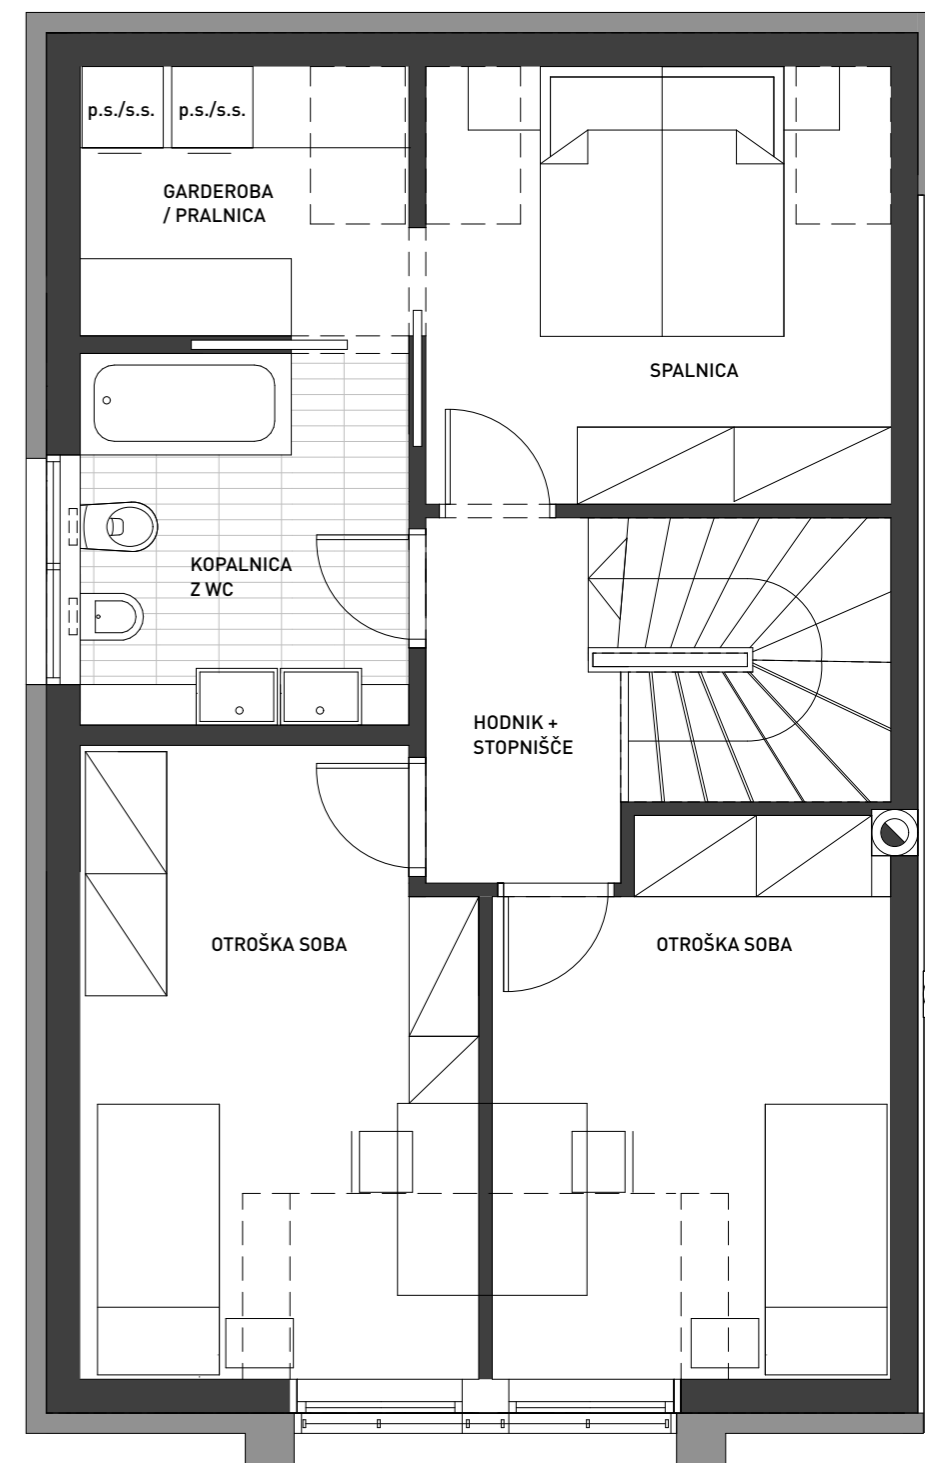 p.s./s.s. p.s./s.s.
GARDEROBA
/ PRALNICA
SPALNICA
KOPALNICA
Z WC
HODNIK +
STOPNIŠČE
OTROŠKA SOBA
OTROŠKA SOBA